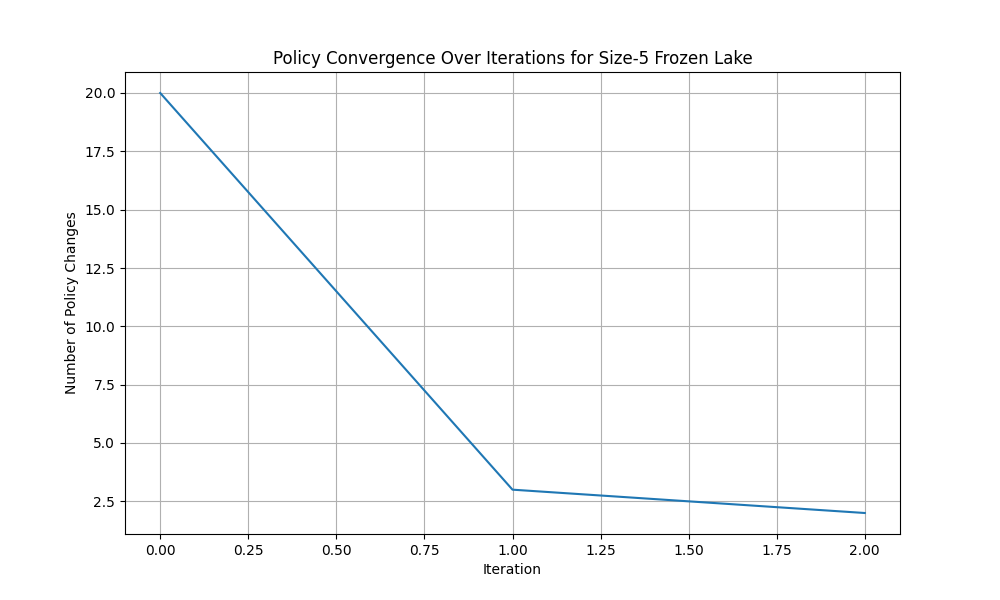 Policy Convergence Over Iterations for Size-5 Frozen Lake
Number of Policy Changes
20.0
17.5
15.0
12.5
10.0
7.5
5.0
2.5
0.00 0.25 0.50 0.75 1.00 1.25 1.50 1.75 2.00
Iteration